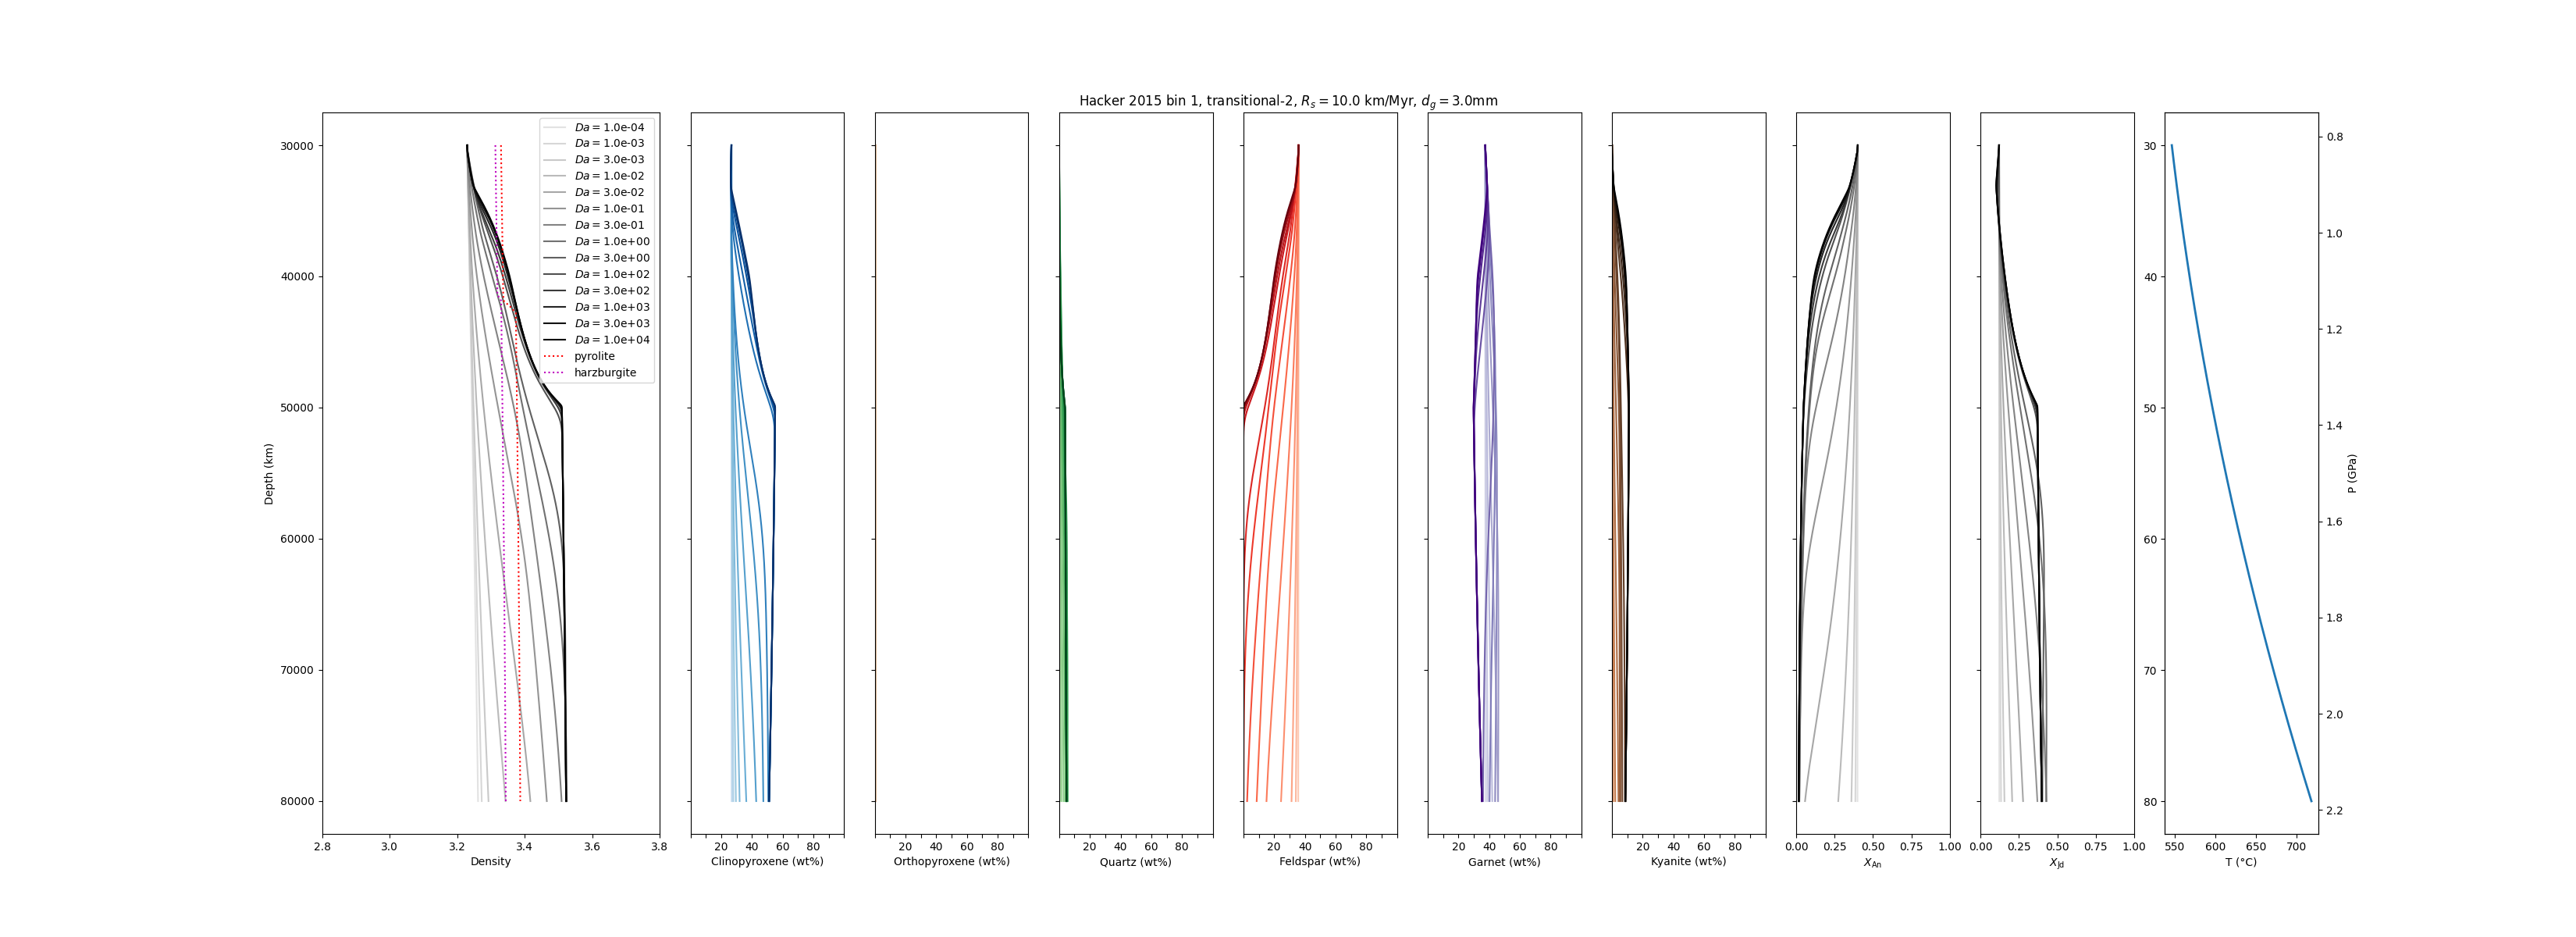 Hacker 2015 bin 1, transitional-2, Rs = 10.0 km/Myr, dg = 3.0mm
Da = 1.0e-04
Da = 1.0e-03
Da = 3.0e-03
Da = 1.0e-02
Da = 3.0e-02
Da = 1.0e-01
Da = 3.0e-01
Da = 1.0e+00
Da = 3.0e+00
Da = 1.0e+02
Da = 3.0e+02
Da = 1.0e+03
Da = 3.0e+03
Da = 1.0e+04
pyrolite
harzburgite
Depth (km)
30000
40000
50000
60000
70000
80000
2.8 3.0 3.2 3.4 3.6 3.8
Density
20 40 60 80
Clinopyroxene (wt%)
Orthopyroxene (wt%)
20 40 60 80
Quartz (wt%)
20 40 60 80
Feldspar (wt%)
20 40 60 80
Garnet (wt%)
20 40 60 80
Kyanite (wt%)
20 40 60 80
0.00 0.25 0.50 0.75 1.00
XAn
0.00 0.25 0.50 0.75 1.00
XJd
30
40
50
60
70
80
550 600 650 700
T (°C)
0.8
1.0
1.2
1.4
1.6
1.8
2.0
2.2
P (GPa)